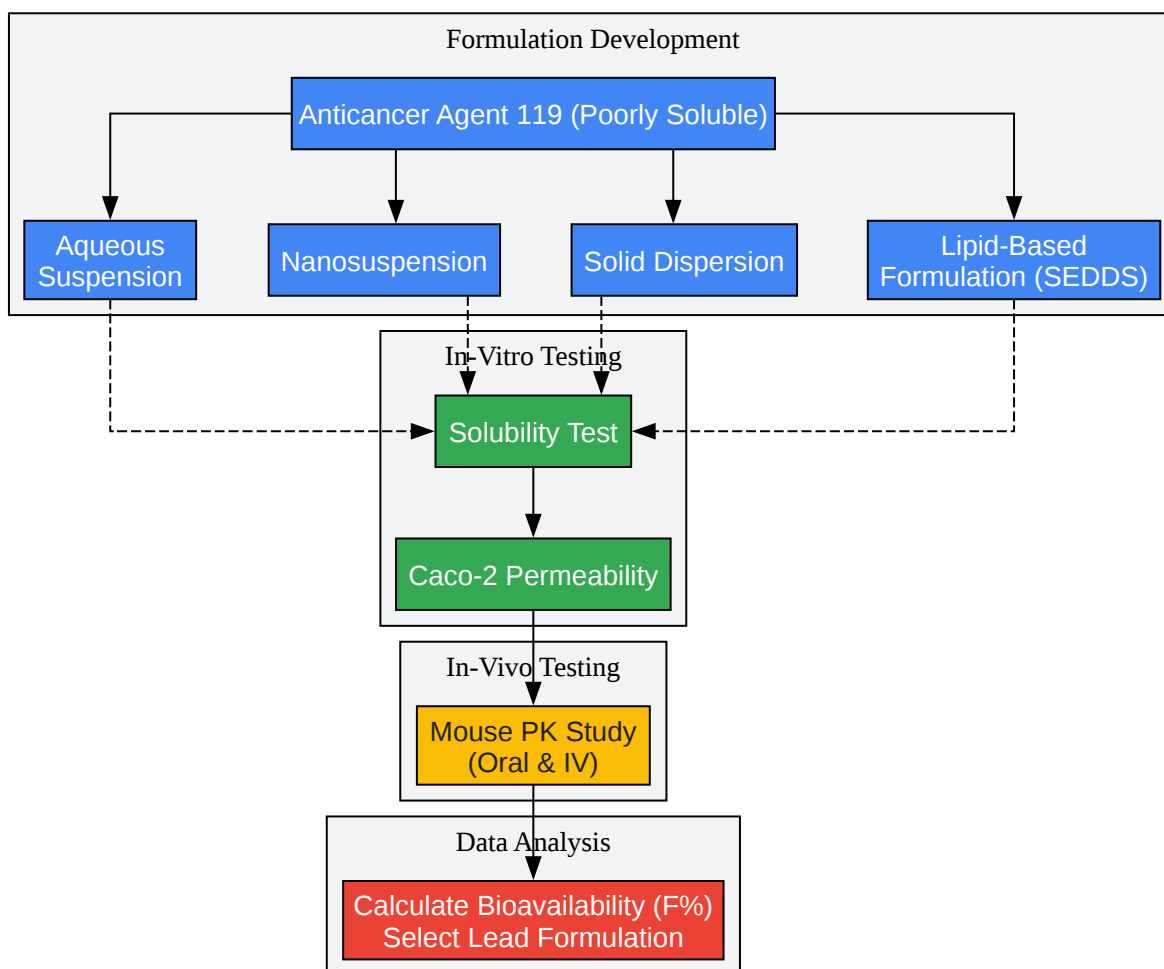 Formulation Development
Anticancer Agent 119 (Poorly Soluble)
Aqueous
Suspension
Nanosuspension
Solid Dispersion
Lipid-Based
Formulation (SEDDS)
In-Vitro Testing
Solubility Test
Caco-2 Permeability
In-Vivo Testing
Mouse PK Study
(Oral & IV)
Data Analysis
Calculate Bioavailability (F%)
Select Lead Formulation